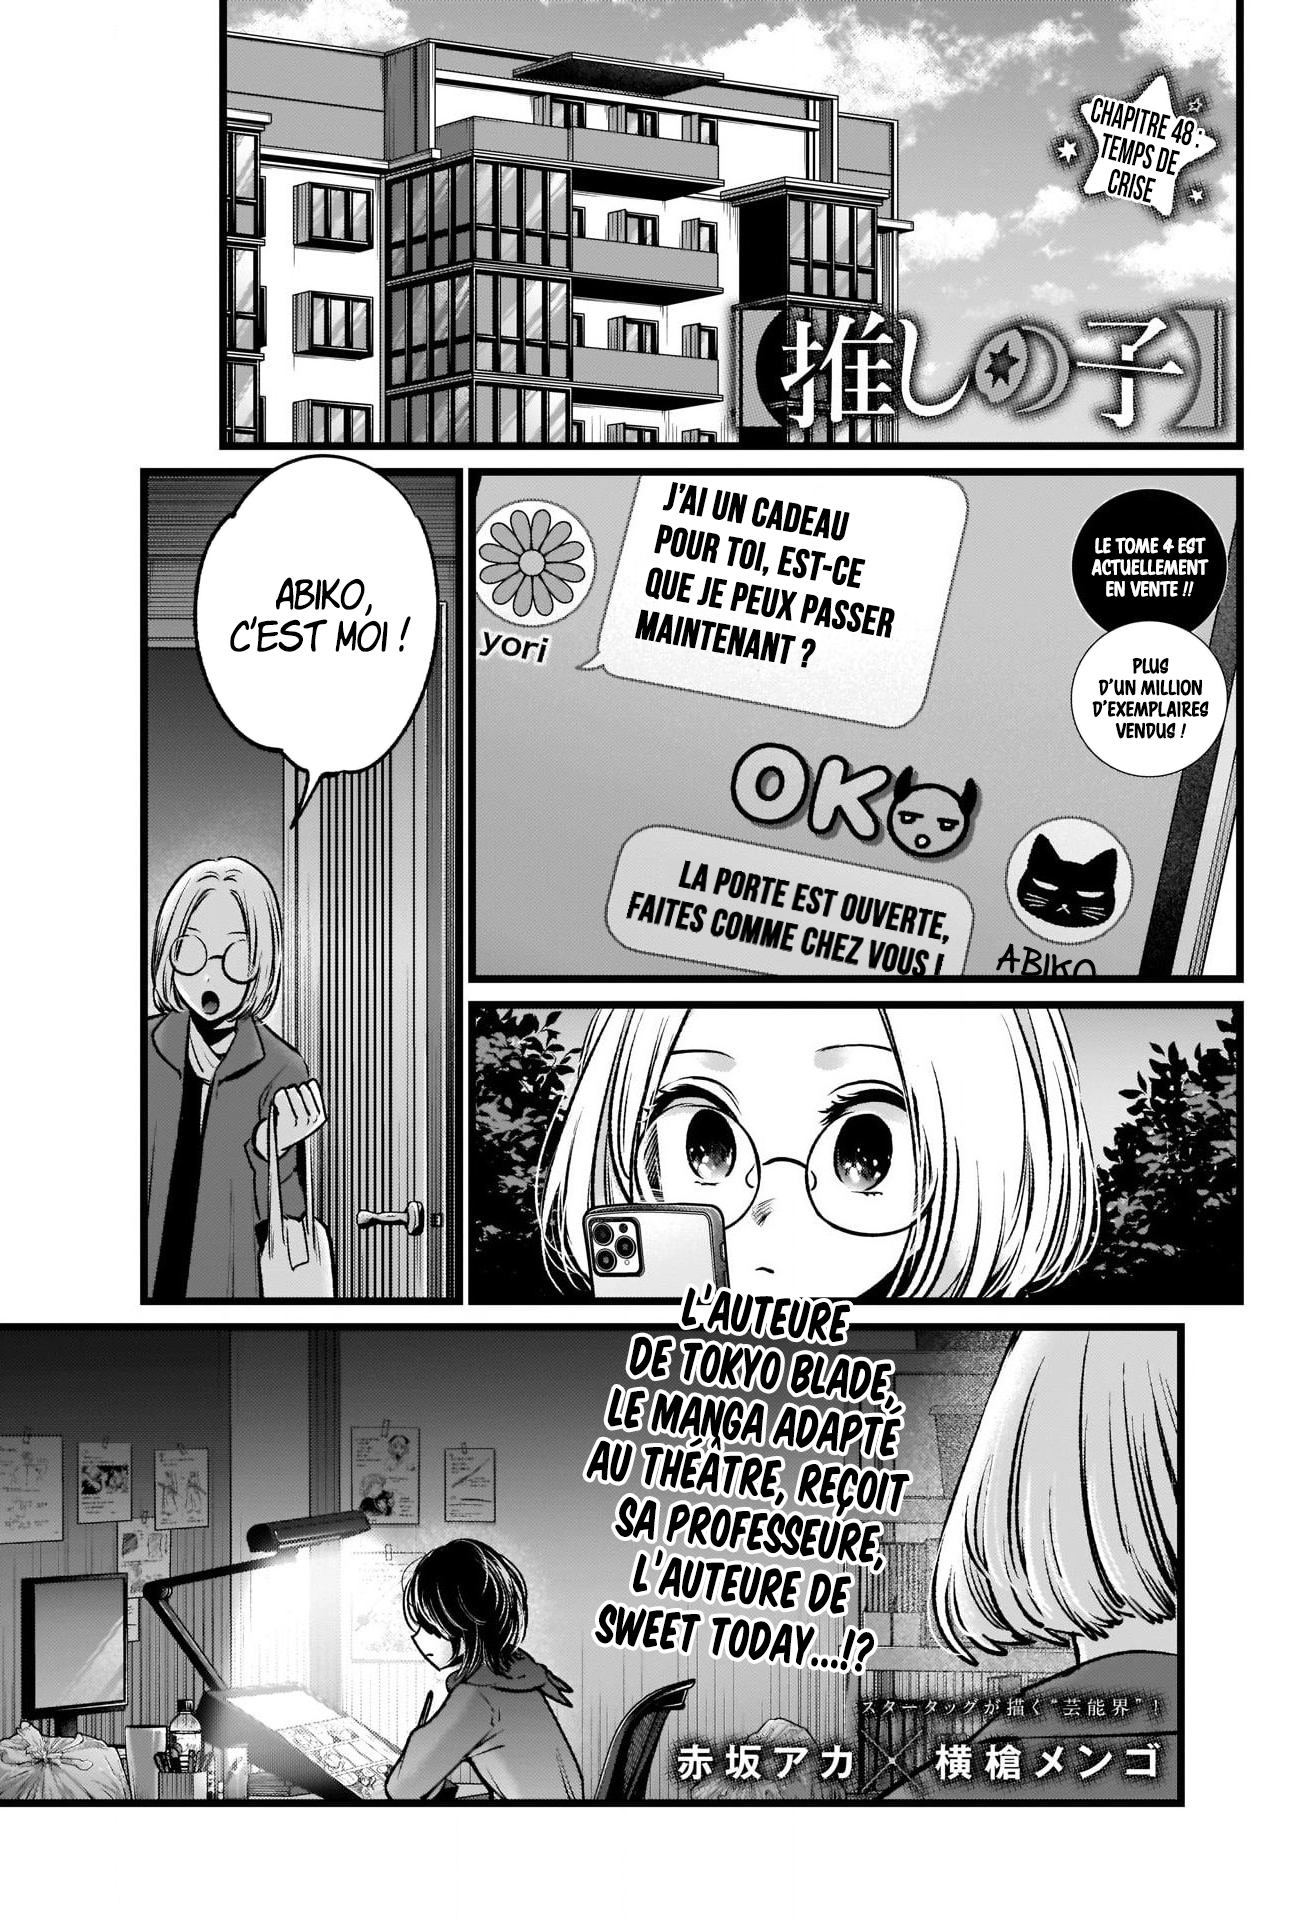 CHAPITRE 48 :
TEMPS DE
CRISE
【推しの子】
J'AI UN CADEAU
POUR TOI, EST-CE
QUE JE PEUX PASSER
MAINTENANT ?
yori
LE TOME 4 EST
ACTUELLEMENT
EN VENTE !!
PLUS
D'UN MILLION
D'EXEMPLAIRES
VENDUS !
OK
LA PORTE EST OUVERTE,
FAITES COMME CHEZ VOUS !
ABIKO
ABIKO,
C'EST MOI !
L'AUTEURE
DE TOKYO BLADE,
LE MANGA ADAPTÉ
AU THÉÂTRE, REÇOIT
SA PROFESSEURE,
L'AUTEURE DE
SWEET TODAY...!?
スタータッグが描く“芸能界”！
赤坂アカ×横槍メンゴ